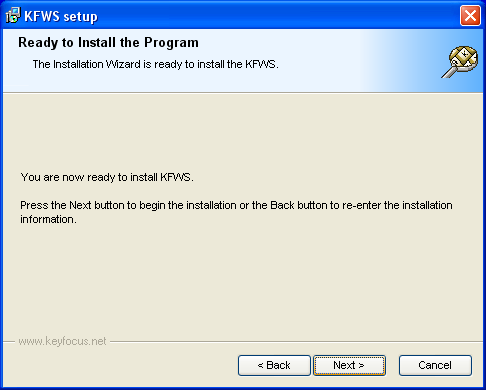 KFWS setup
Ready to Install the Program
The Installation Wizard is ready to install the KFWS.
You are now ready to install KFWS.
Press the Next button to begin the installation or the Back button to re-enter the installation
information.
www.keyfocus.net
< Back
Next >
Cancel